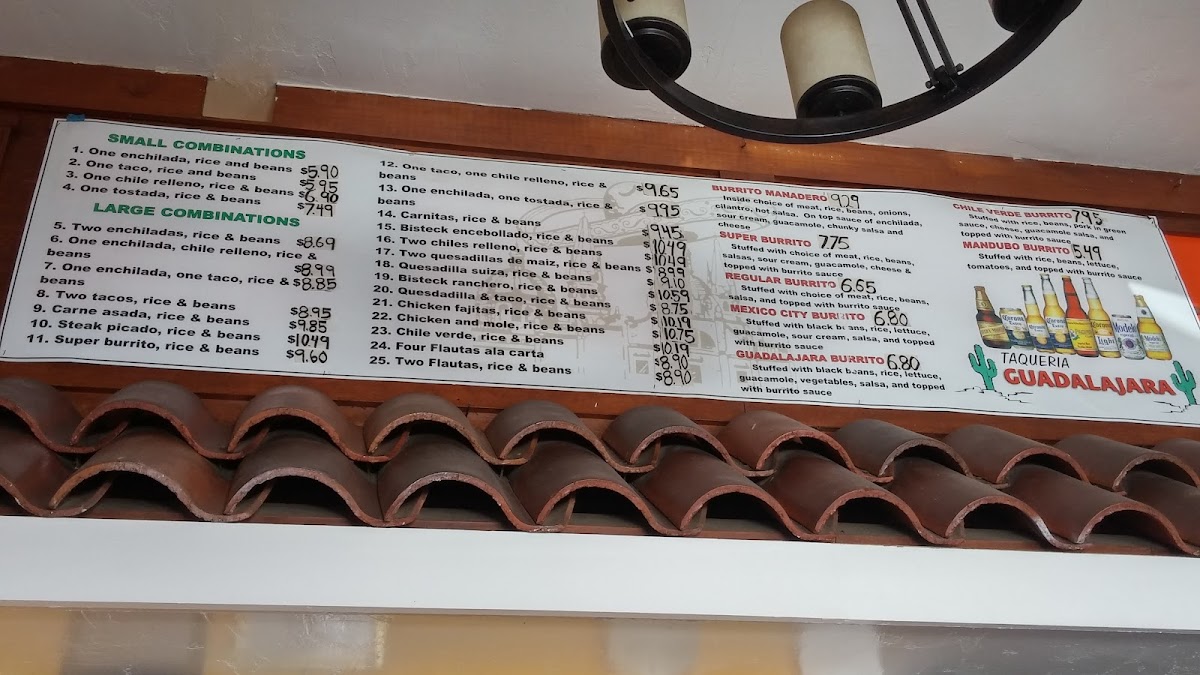 SMALL COMBINATIONS
1. One enchilada, rice and beans $5.90
2. One taco, rice and beans $5.95
3. One chile relleno, rice & beans $6.90
4. One tostada, rice & beans $7.49
LARGE COMBINATIONS
5. Two enchiladas, rice & beans $8.69
6. One enchilada, chile relleno, rice &
beans $8.99
7. One enchilada, one taco, rice & $8.85
beans
8. Two tacos, rice & beans $8.95
9. Carne asada, rice & beans $9.85
10. Steak picado, rice & beans $10.49
11. Super burrito, rice & beans $9.60
12. One taco, one chile relleno, rice & $9.65
beans
13. One enchilada, one tostada, rice & $9.95
beans
14. Carnitas, rice & beans $9.45
15. Bisteck encebollado, rice & beans $10.49
16. Two chiles relleno, rice & beans $10.49
17. Two quesadillas de maiz, rice & beans $8.99
18. Quesadilla suiza, rice & beans $9.10
19. Bisteck ranchero, rice & beans $10.59
20. Quesdadilla & taco, rice & beans $8.75
21. Chicken fajitas, rice & beans $10.19
22. Chicken and mole, rice & beans $10.75
23. Chile verde, rice & beans $10.19
24. Four Flautas ala carta $8.90
25. Two Flautas, rice & beans $8.90
BURRITO MANADERO 9.29
Inside choice of meat, rice, beans, onions,
cilantro, hot salsa. On top sauce of enchilada,
sour cream, guacamole, chunky salsa and
cheese
SUPER BURRITO 7.75
Stuffed with choice of meat, rice, beans,
salsas, sour cream, guacamole, cheese &
topped with burrito sauce
REGULAR BURRITO 6.65
Stuffed with choice of meat, rice, beans,
salsa, and topped with burrito sauce
MEXICO CITY BURRITO 6.80
Stuffed with black beans, rice, lettuce,
guacamole, sour cream, salsa, and topped
with burrito sauce
GUADALAJARA BURRITO 6.80
Stuffed with black beans, rice, lettuce,
guacamole, vegetables, salsa, and topped
with burrito sauce
CHILE VERDE BURRITO 7.95
Stuffed with rice, beans, pork in green
sauce, cheese, guacamole salsa, and
topped with burrito sauce
MANDUBO BURRITO 5.49
Stuffed with rice, beans, lettuce,
tomatoes, and topped with burrito sauce
TAQUERIA
GUADALAJARA